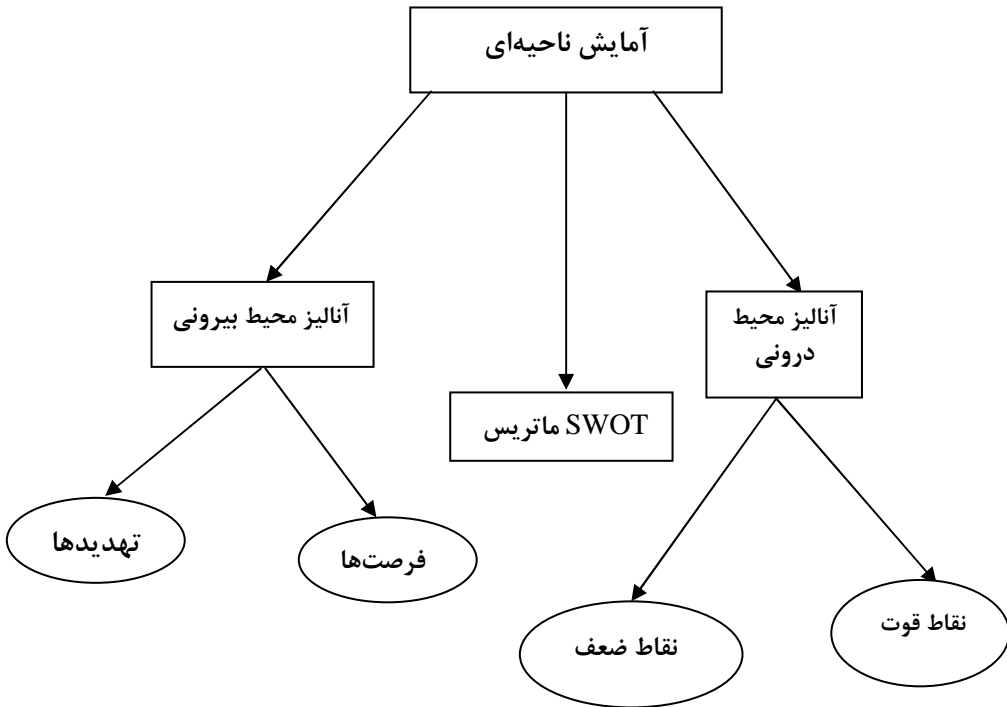 آمایش ناحیه‌ای
آنالیز محیط
درونی
آنالیز محیط بیرونی
ماتریس SWOT
نقاط قوت
نقاط ضعف
فرصت‌ها
تهدیدها